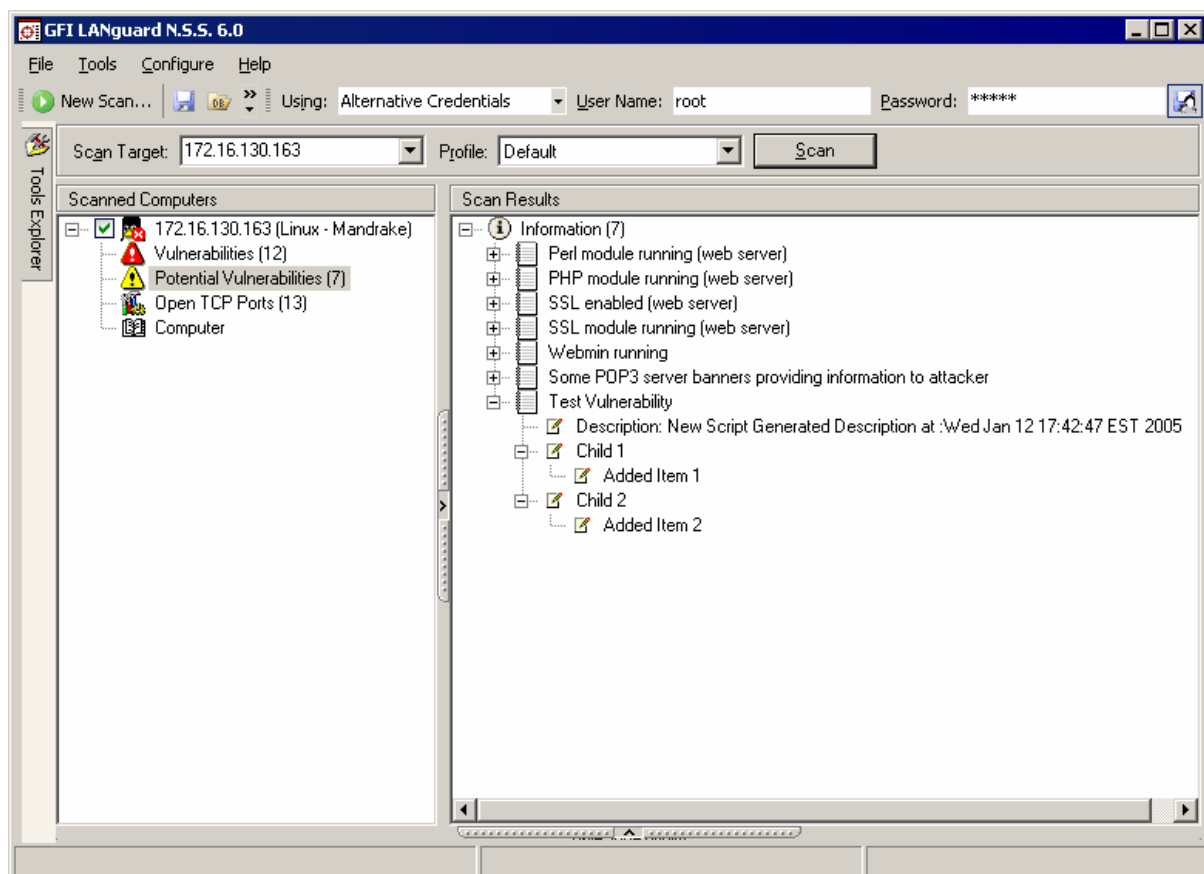 GFI LANguard N.S.S. 6.0
File Tools Configure Help
New Scan... Using: Alternative Credentials User Name: root Password: *****
Scan Target: 172.16.130.163 Profile: Default Scan
Tools Explorer
Scanned Computers
172.16.130.163 (Linux - Mandrake)
Vulnerabilities (12)
Potential Vulnerabilities (7)
Open TCP Ports (13)
Computer
Scan Results
Information (7)
Perl module running (web server)
PHP module running (web server)
SSL enabled (web server)
SSL module running (web server)
Webmin running
Some POP3 server banners providing information to attacker
Test Vulnerability
Description: New Script Generated Description at :Wed Jan 12 17:42:47 EST 2005
Child 1
Added Item 1
Child 2
Added Item 2